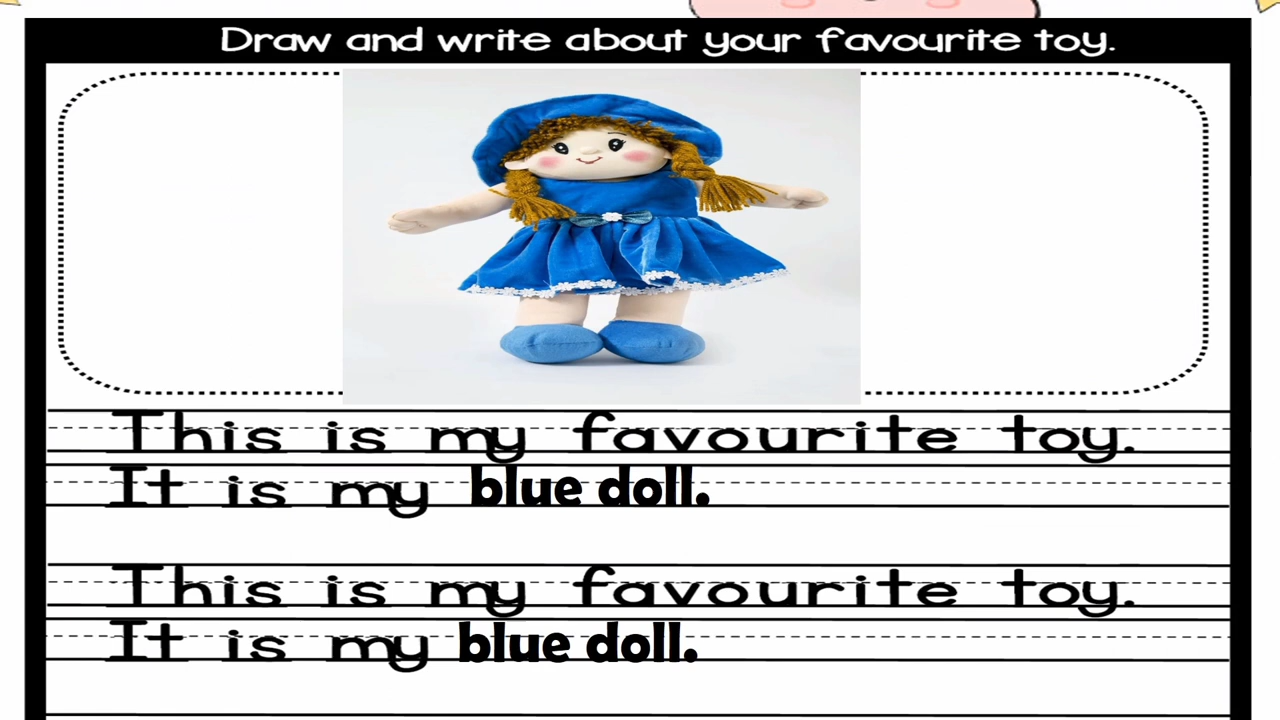 Draw and write about your favourite toy.
This is my favourite toy.
It is my blue doll.
This is my favourite toy.
It is my blue doll.